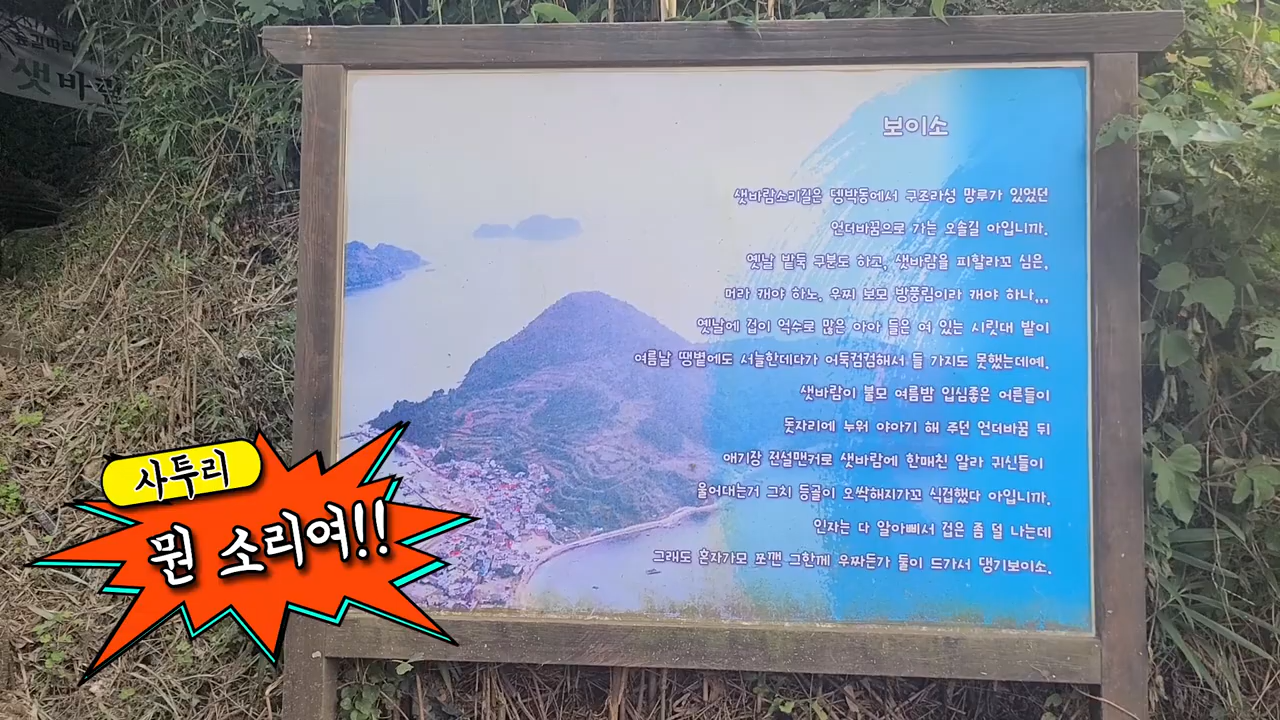 샛바
보이소
샛바람소리길은 뎅박동에서 구조라성 망루가 있었던
언더바꿈으로 가는 오솔길 아입니까.
옛날 밭둑 구분도 하고, 샛바람을 피할라꼬 심은,
머라 캐야 하노, 우찌 보모 방풍림이라 캐야 하나,,,
옛날에 겁이 억수로 많은 아아 들은 여 있는 시릿대 밭이
여름날 땡볕에도 서늘한데다가 어둑컴컴해서 들 가지도 못했는데예.
샛바람이 불모 여름밤 입심좋은 어른들이
돗자리에 누워 야아기 해 주던 언더바꿈 뒤
애기장 전설맨커로 샛바람에 한매친 알라 귀신들이
울어대는거 그치 등골이 오싹해지가꼬 식겁했다 아입니까.
인자는 다 알아삐서 겁은 좀 덜 나는데
그래도 혼자가모 쪼깬 그한께 우짜든가 둘이 드가서 댕기보이소.
사투리
뭔 소리여!!